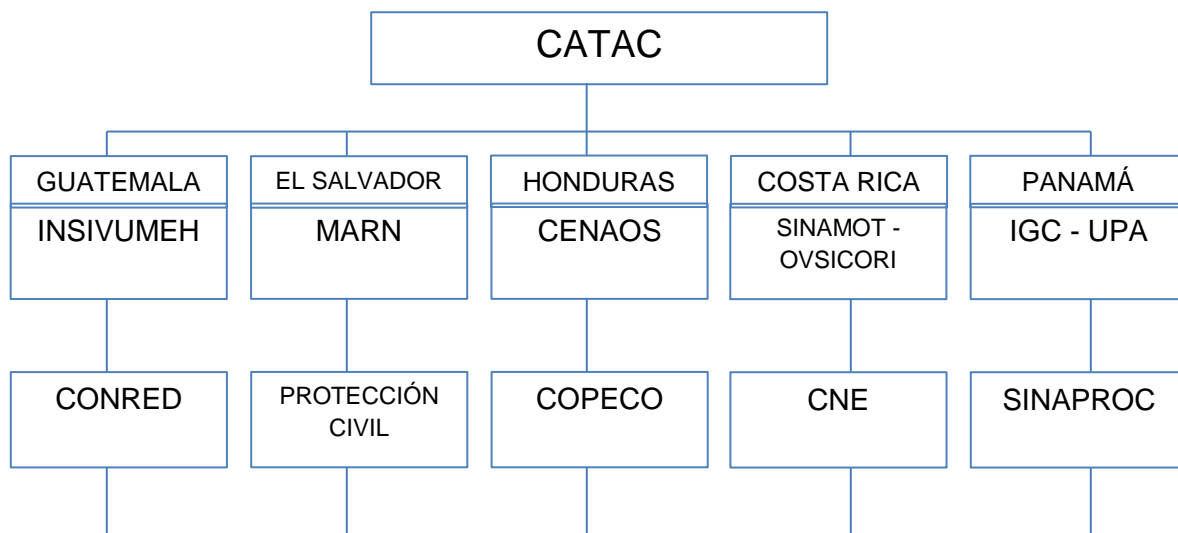 CATAC
GUATEMALA
EL SALVADOR
HONDURAS
COSTA RICA
PANAMÁ
INSIVUMEH
MARN
CENAOS
SINAMOT -
OVSICORI
IGC - UPA
CONRED
PROTECCIÓN
CIVIL
COPECO
CNE
SINAPROC